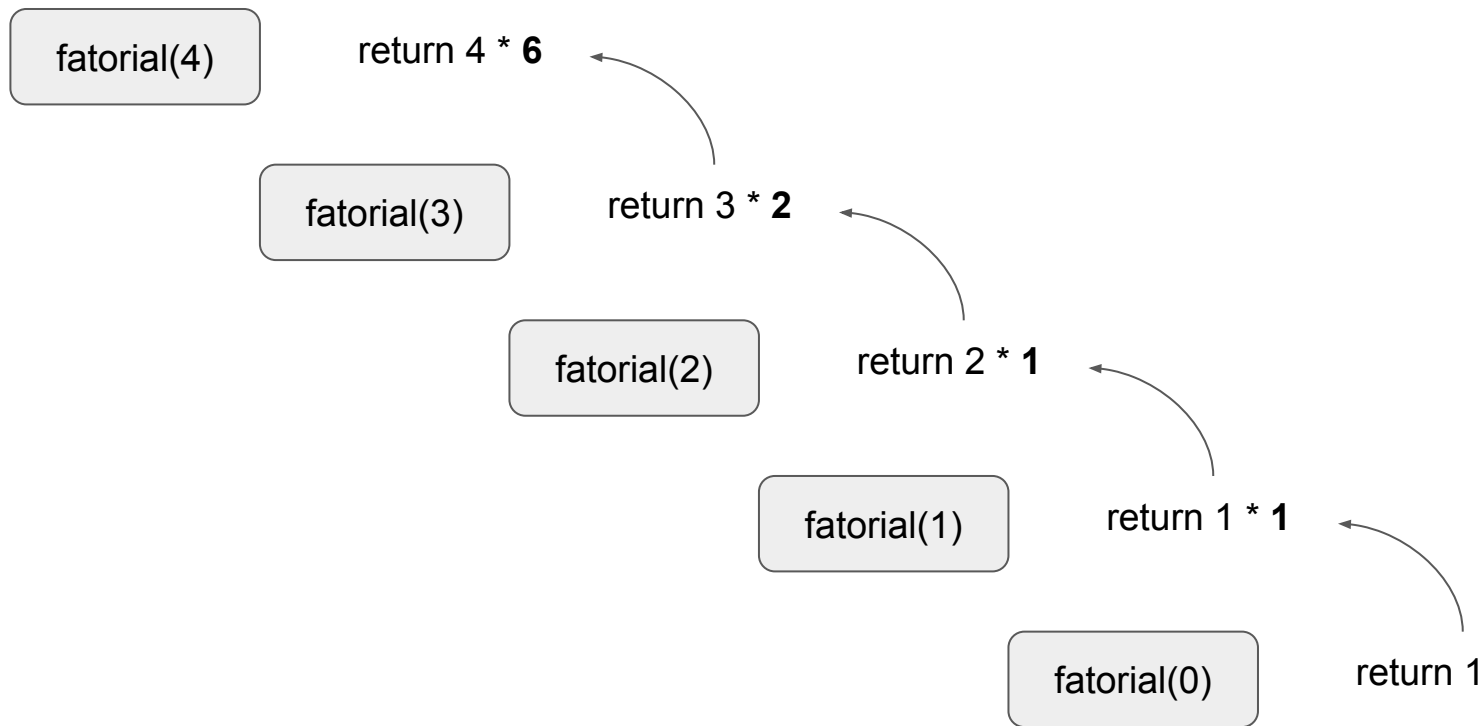 fatorial(4) return 4 * 6
fatorial(3) return 3 * 2
fatorial(2) return 2 * 1
fatorial(1) return 1 * 1
fatorial(0) return 1